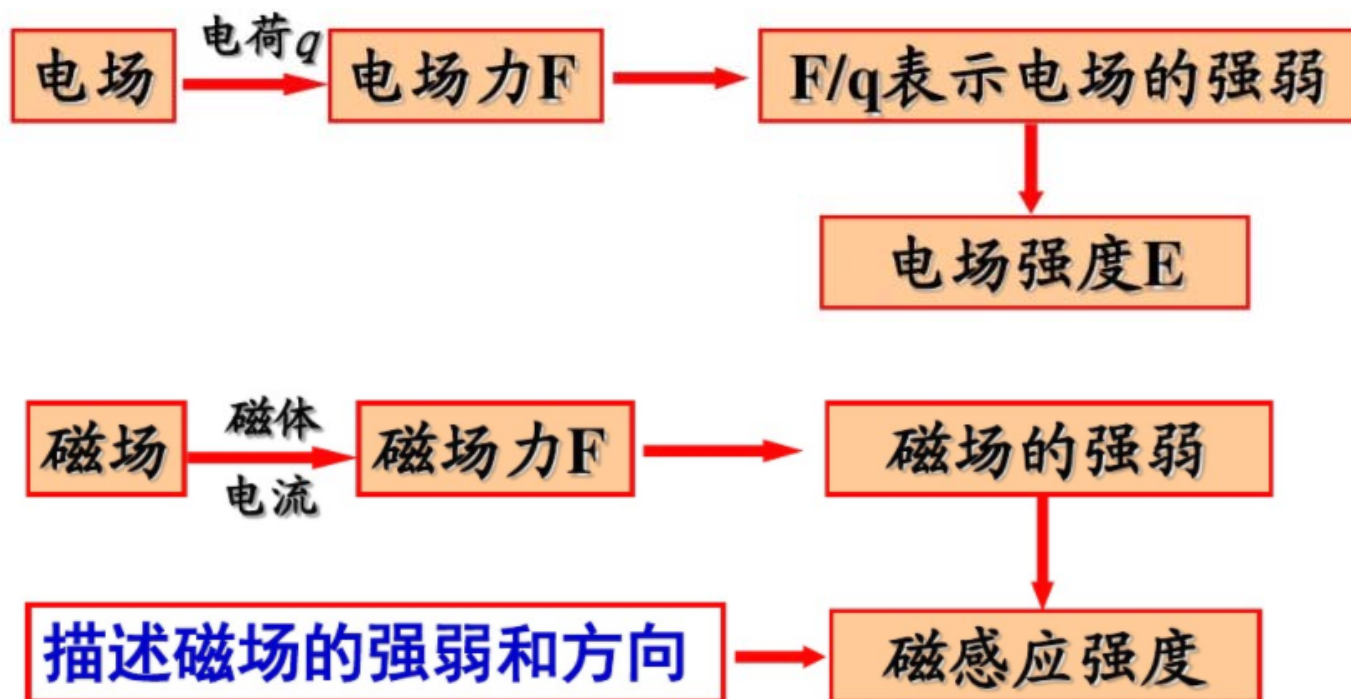 电荷q
电场 电场力F F/q表示电场的强弱
电场强度E
磁体
磁场 磁场力F 磁场的强弱
电流
描述磁场的强弱和方向 磁感应强度